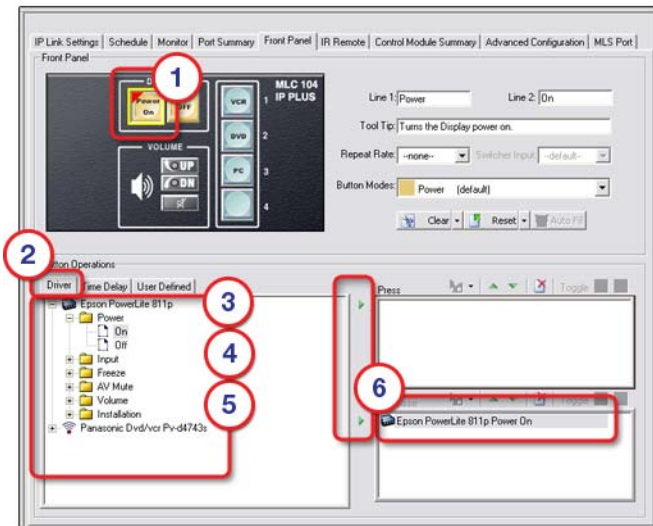 IP Link Settings Schedule Monitor Port Summary Front Panel IR Remote Control Module Summary Advanced Configuration MLS Port
Front Panel
1
D
Power On
OFF
MLC 104
IP PLUS
VCR 1
DVD 2
PC 3
4
VOLUME
UP
DN
Line 1: Power
Line 2: On
Tool Tip: Turns the Display power on.
Repeat Rate: --none--
Switches Input: --default--
Button Modes: Power (default)
Clear
Reset
Auto Fill
2
utton Operations
Driver Time Delay User Defined
3
Epson PowerLite 811p
Power
On
Off
4
Input
Freeze
AV Mute
5
Volume
Installation
Panasonic Dvd/vcr Pv-d4743s
Press
Toggle
6
Toggle
Epson PowerLite 811p Power On